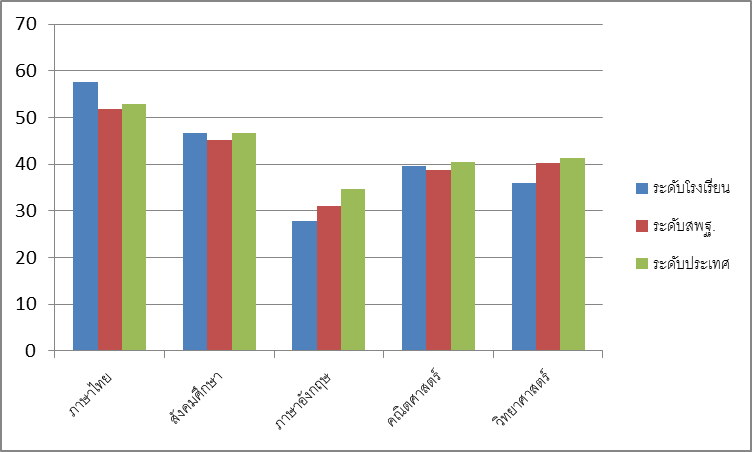 70
60
50
40
30
20
10
0
ภาษาไทย
สังคมศึกษา
ภาษาอังกฤษ
คณิตศาสตร์
วิทยาศาสตร์
ระดับโรงเรียน
ระดับสพฐ.
ระดับประเทศ